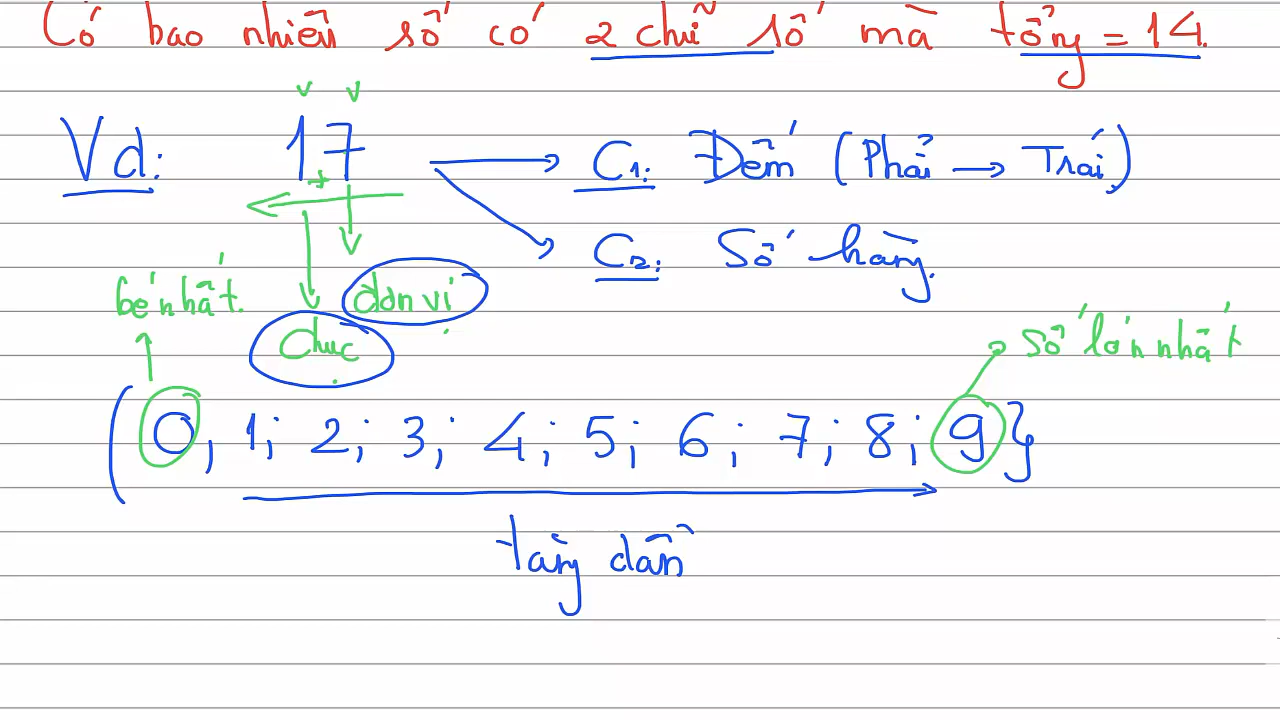 Có bao nhiêu số có 2 chữ số mà tổng = 14.
Vd: 17
C1: Đếm (Phải → Trái)
C2: Số hàng.
+
đơn vị
chục
bé nhất.
số lớn nhất
{0, 1; 2; 3; 4; 5; 6; 7; 8; 9}
tăng dần